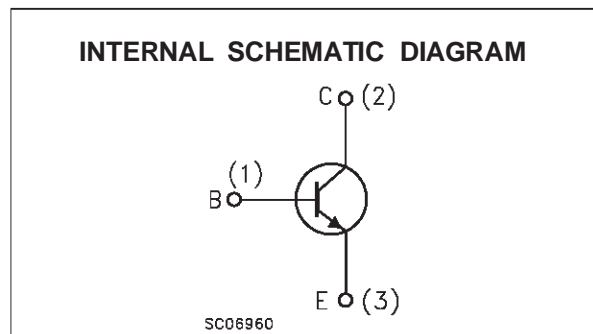 INTERNAL SCHEMATIC DIAGRAM
C (2)
(1)
B
E (3)
SC06960